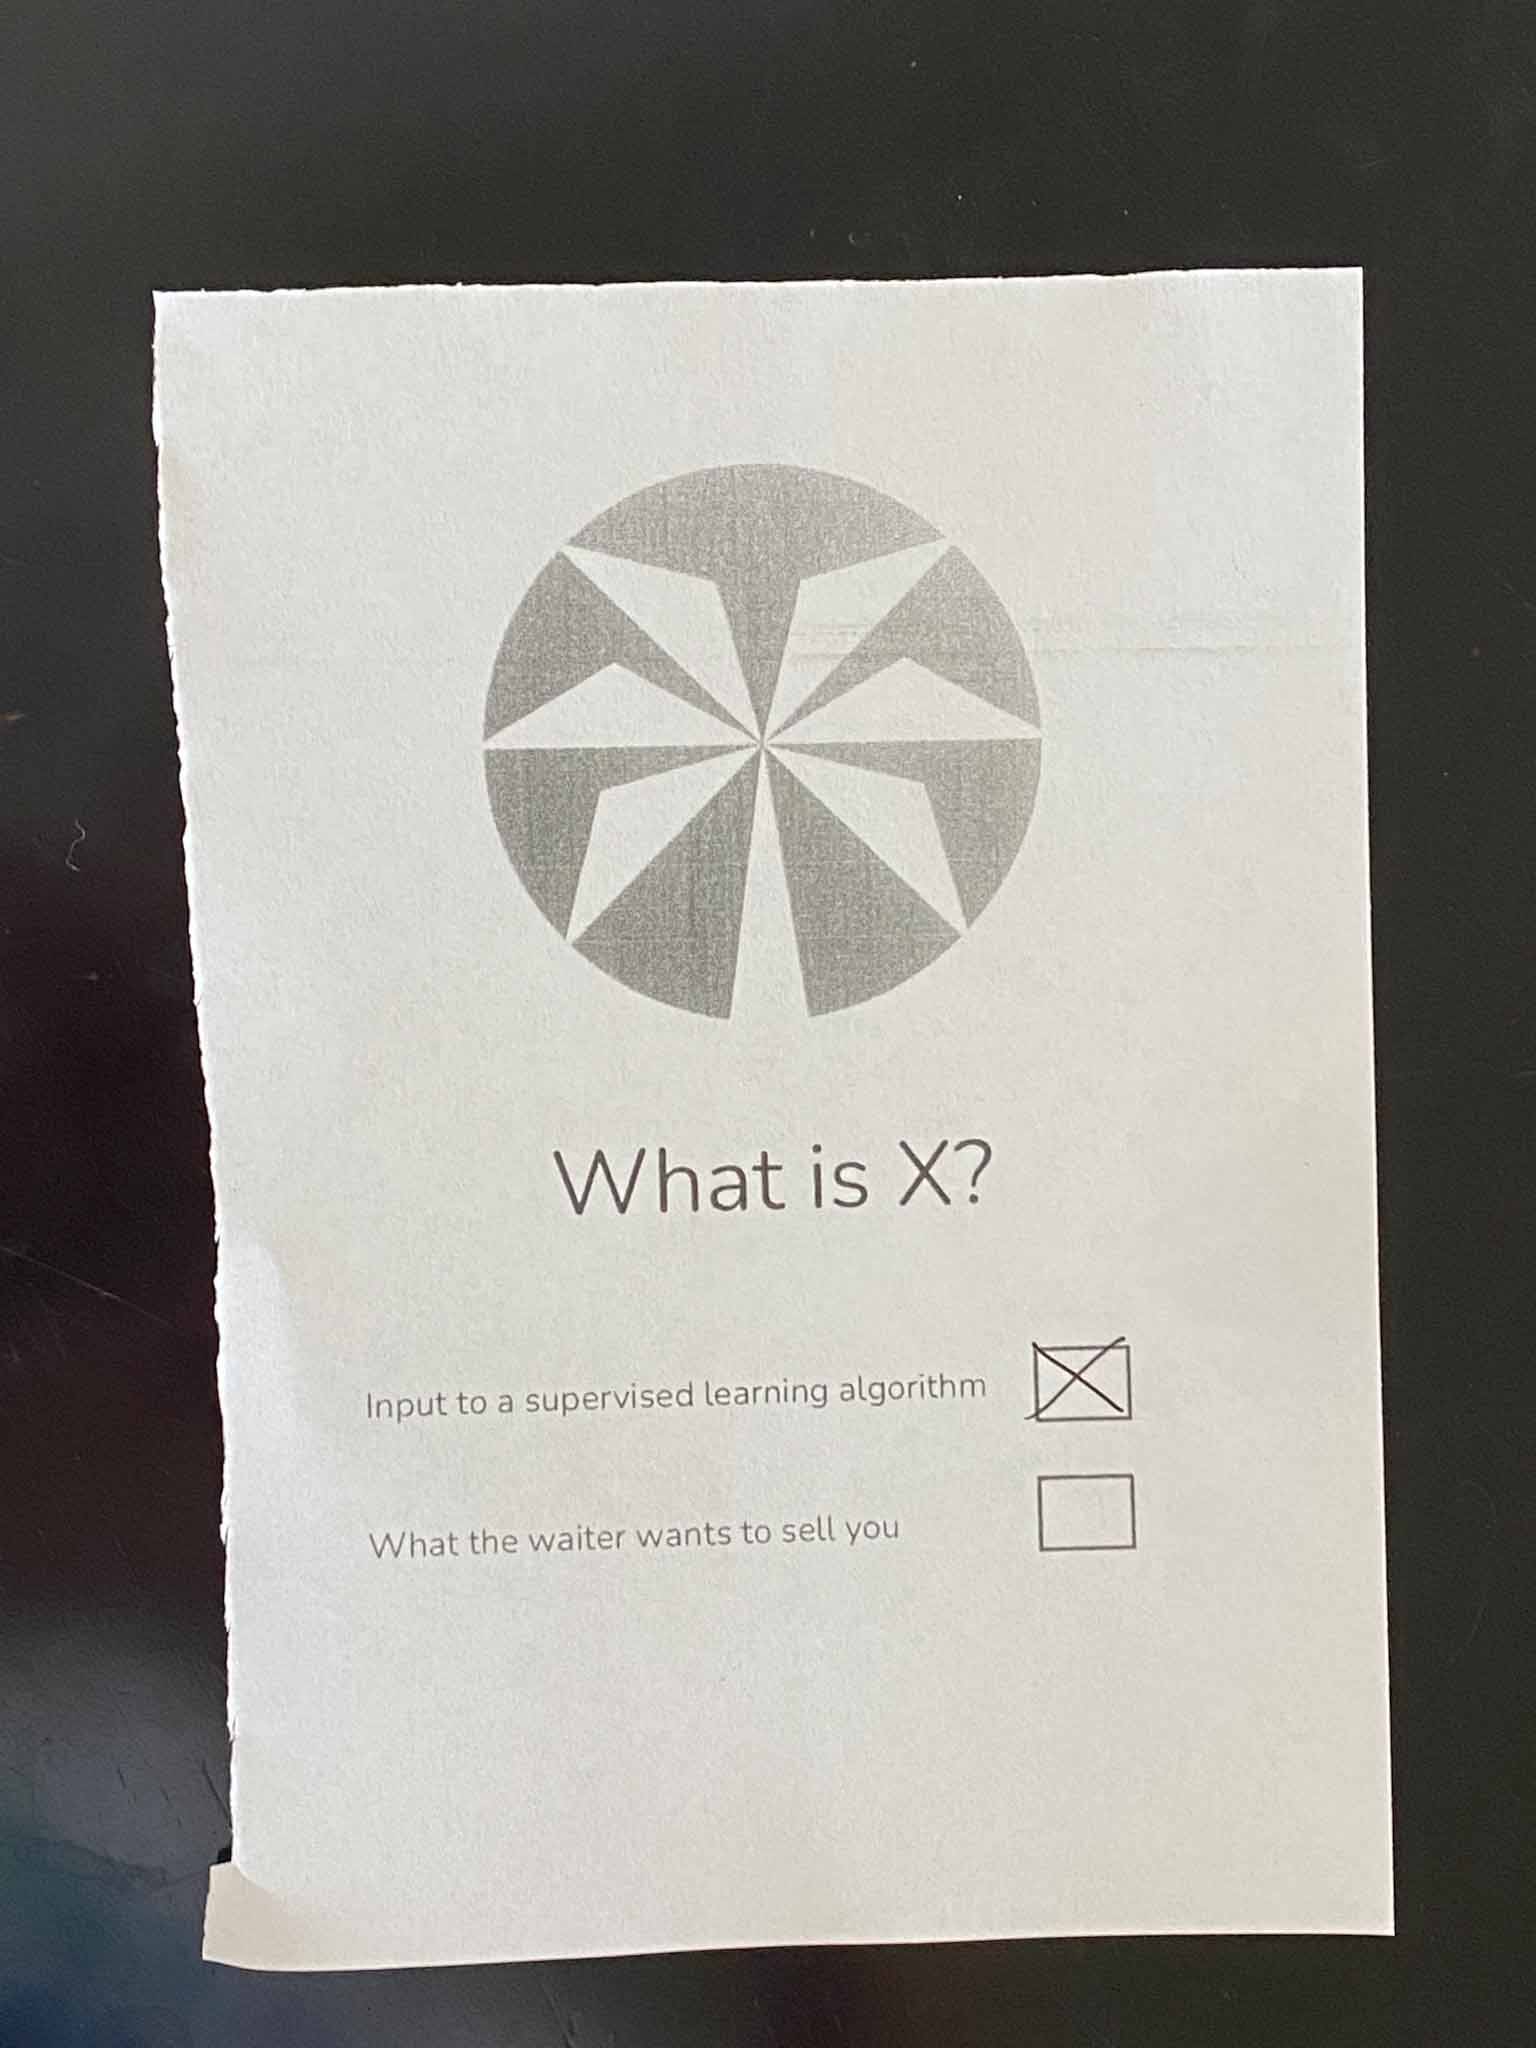 What is X?
Input to a supervised learning algorithm
What the waiter wants to sell you